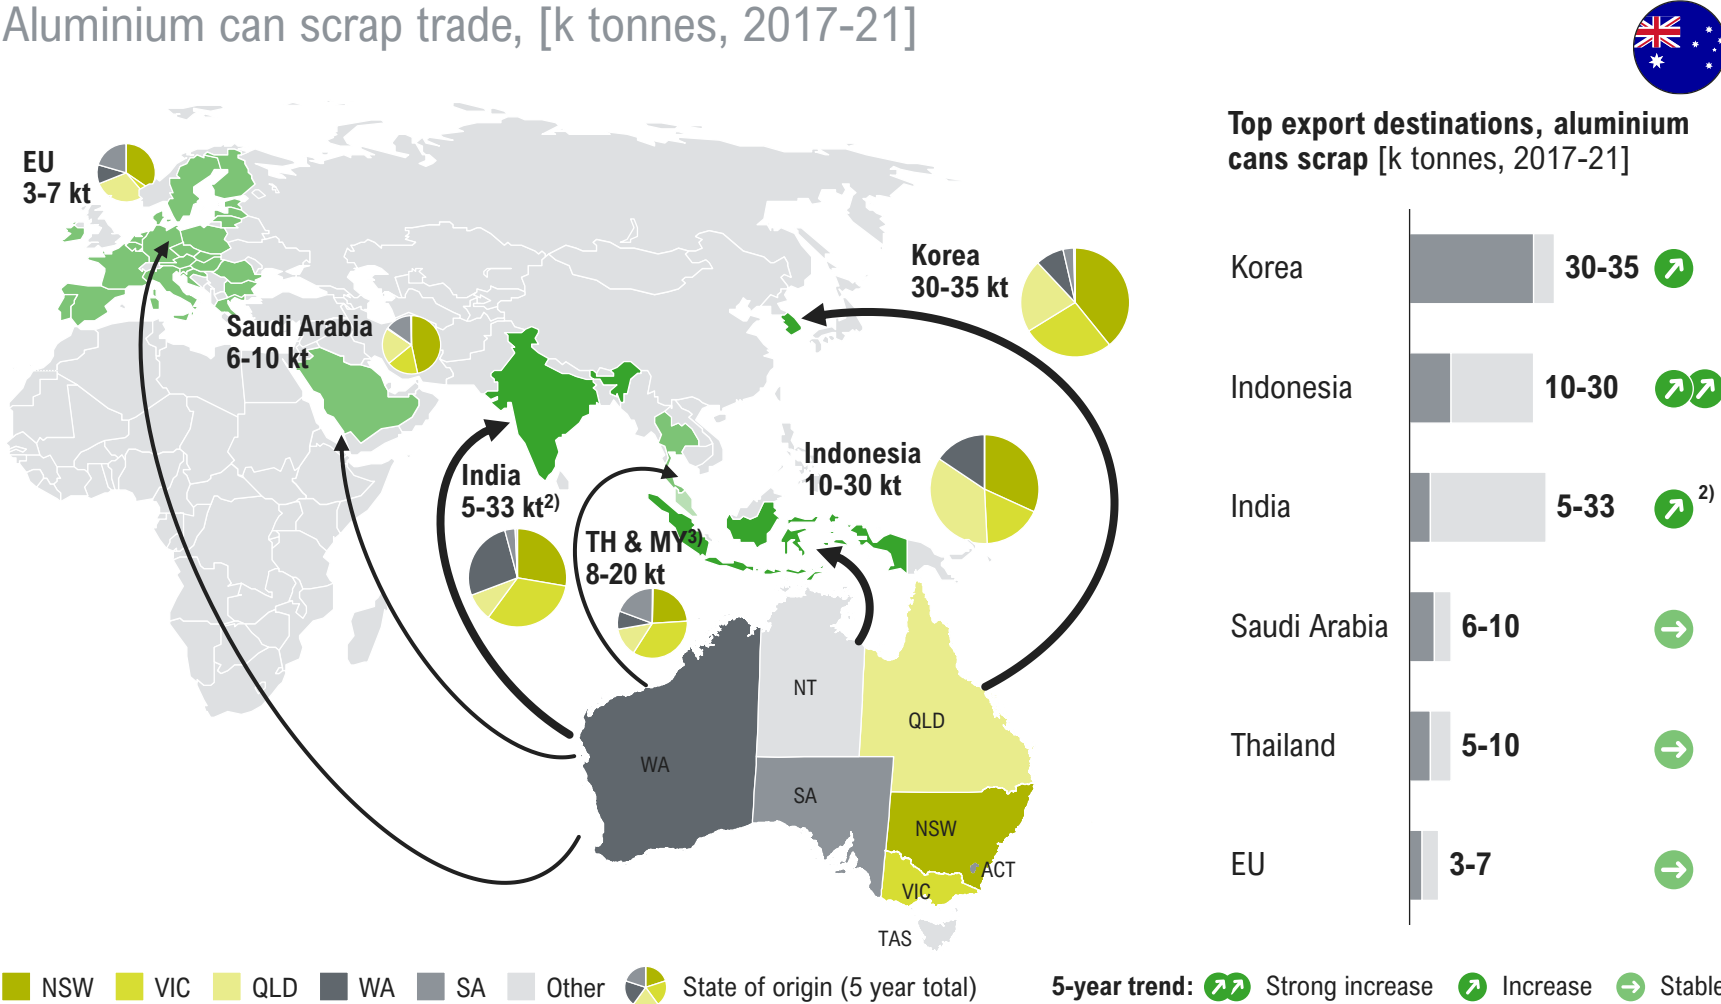 Aluminium can scrap trade, [k tonnes, 2017-21]
EU
3-7 kt
Saudi Arabia
6-10 kt
India
5-33 kt2)
TH & MY3)
8-20 kt
Korea
30-35 kt
Indonesia
10-30 kt
NT
QLD
WA
SA
NSW
ACT
VIC
TAS
Top export destinations, aluminium
cans scrap [k tonnes, 2017-21]
Korea 30-35
Indonesia 10-30
India 5-33 2)
Saudi Arabia 6-10
Thailand 5-10
EU 3-7
NSW VIC QLD WA SA Other State of origin (5 year total)
5-year trend: Strong increase Increase Stable